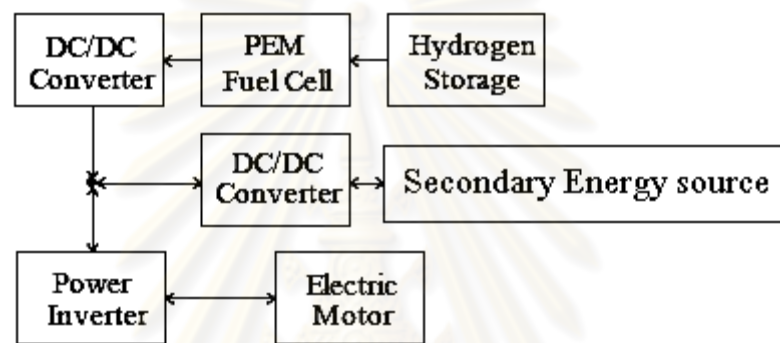 DC/DC
Converter
PEM
Fuel Cell
Hydrogen
Storage
DC/DC
Converter
Secondary Energy source
Power
Inverter
Electric
Motor